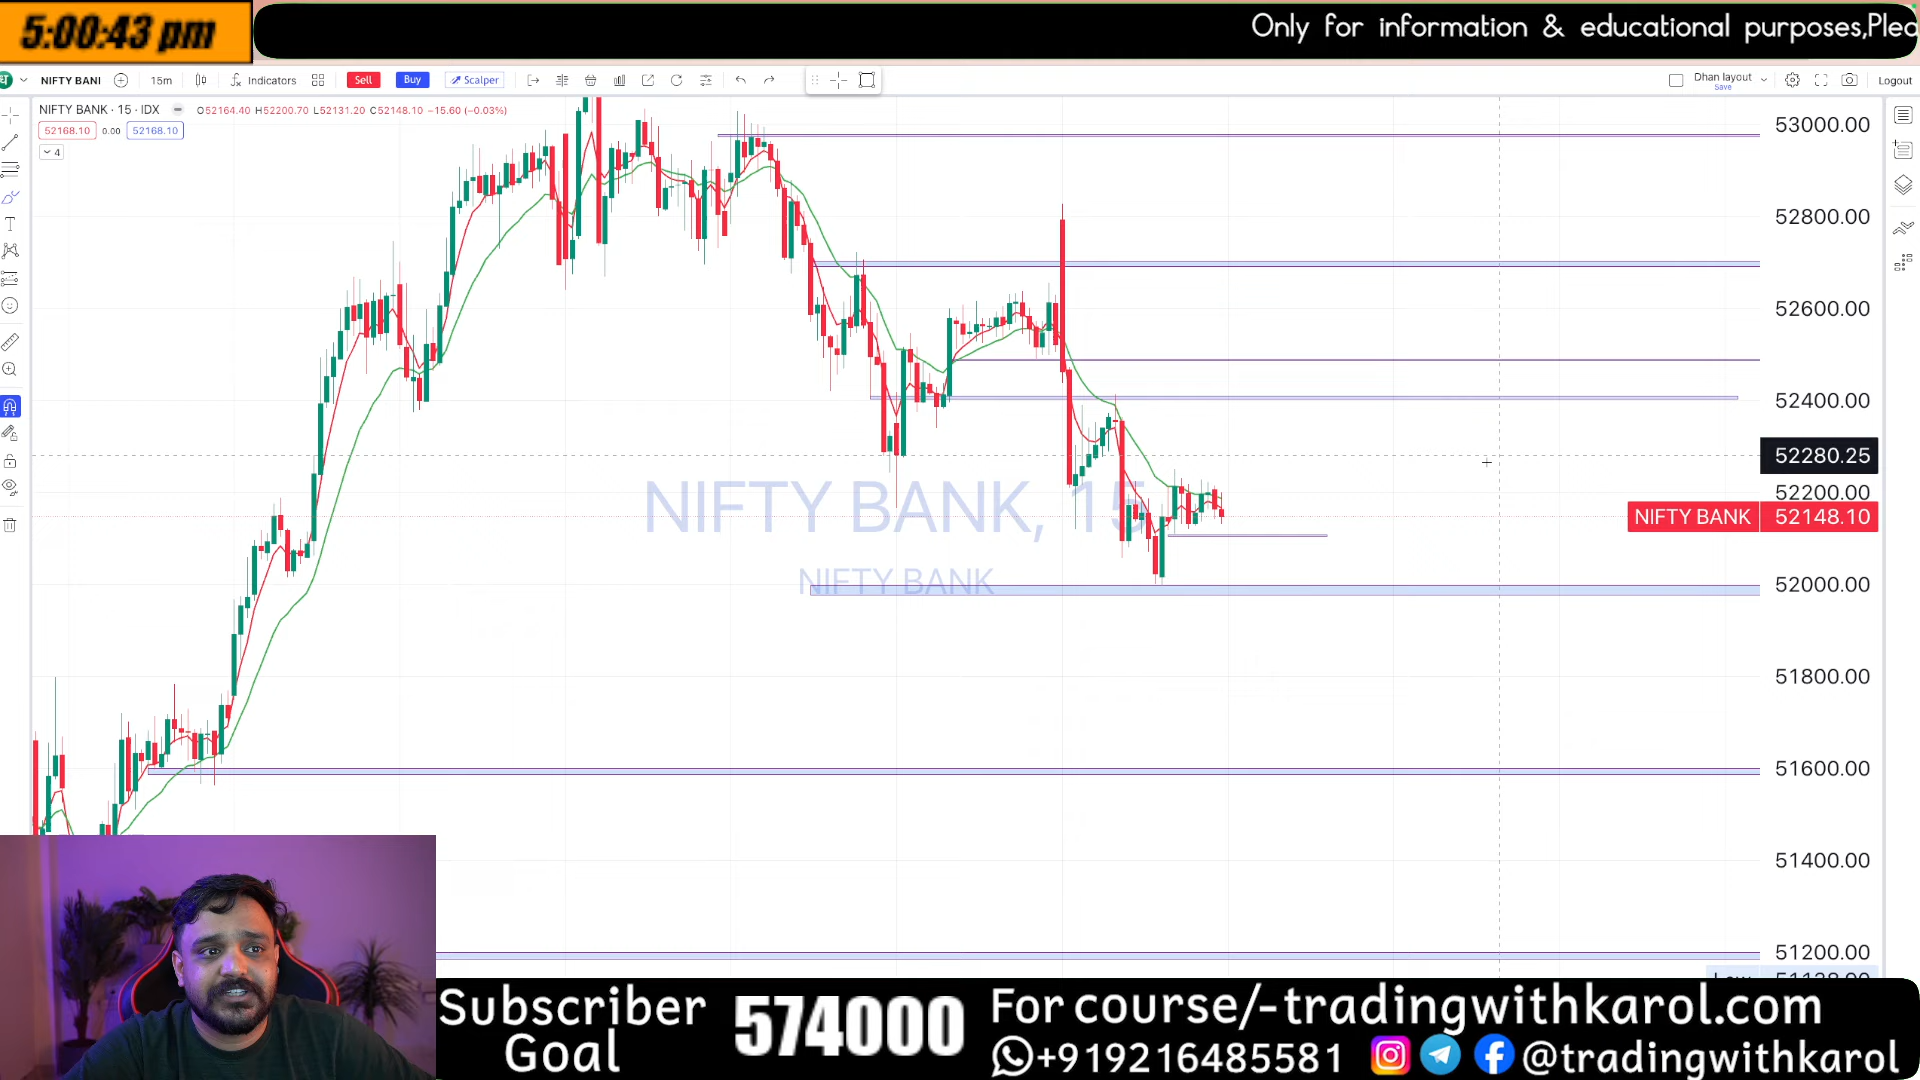 5:00:43 pm
Only for information & educational purposes,Plea
NIFTY BANI
15m
Indicators
Sell
Buy
Scalper
Dhan layout
Save
Logout
NIFTY BANK · 15 · IDX
O52164.40 H52200.70 L52131.20 C52148.10 −15.60 (−0.03%)
52168.10 0.00 52168.10
4
53000.00
52800.00
52600.00
52400.00
52280.25
52200.00
NIFTY BANK 52148.10
52000.00
51800.00
51600.00
51400.00
51200.00
NIFTY BANK, 15
NIFTY BANK
Subscriber
Goal
574000
For course/-tradingwithkarol.com
+919216485581
@tradingwithkarol